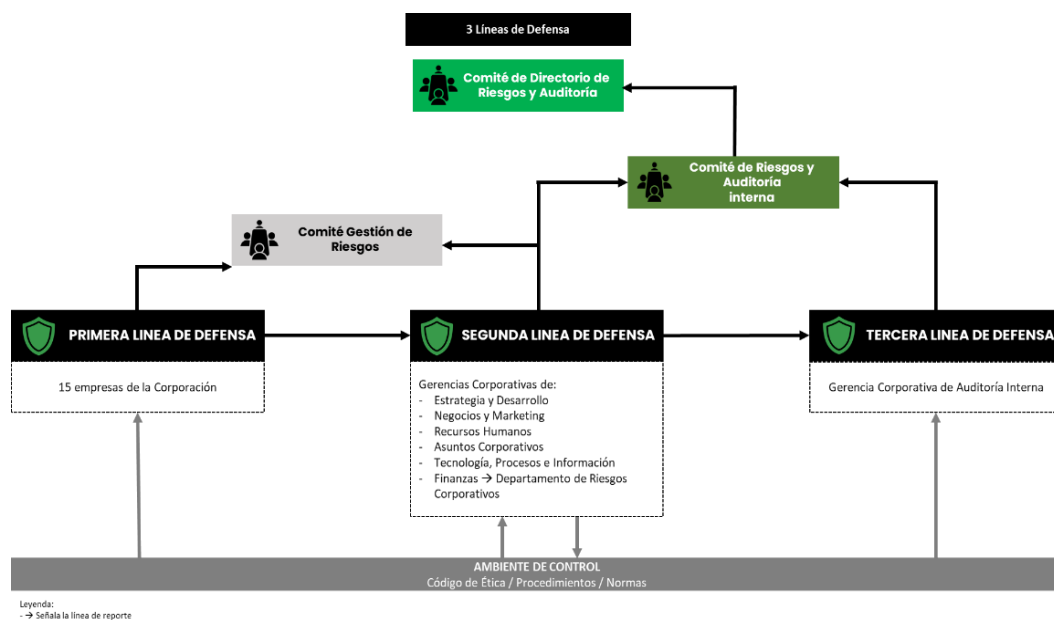 3 Líneas de Defensa
Comité de Directorio de
Riesgos y Auditoría
Comité de Riesgos y
Auditoría
interna
Comité Gestión de
Riesgos
PRIMERA LINEA DE DEFENSA
15 empresas de la Corporación
SEGUNDA LINEA DE DEFENSA
Gerencias Corporativas de:
- Estrategia y Desarrollo
- Negocios y Marketing
- Recursos Humanos
- Asuntos Corporativos
- Tecnología, Procesos e Información
- Finanzas → Departamento de Riesgos
Corporativos
TERCERA LINEA DE DEFENSA
Gerencia Corporativa de Auditoría Interna
AMBIENTE DE CONTROL
Código de Ética / Procedimientos / Normas
Leyenda:
- → Señala la línea de reporte